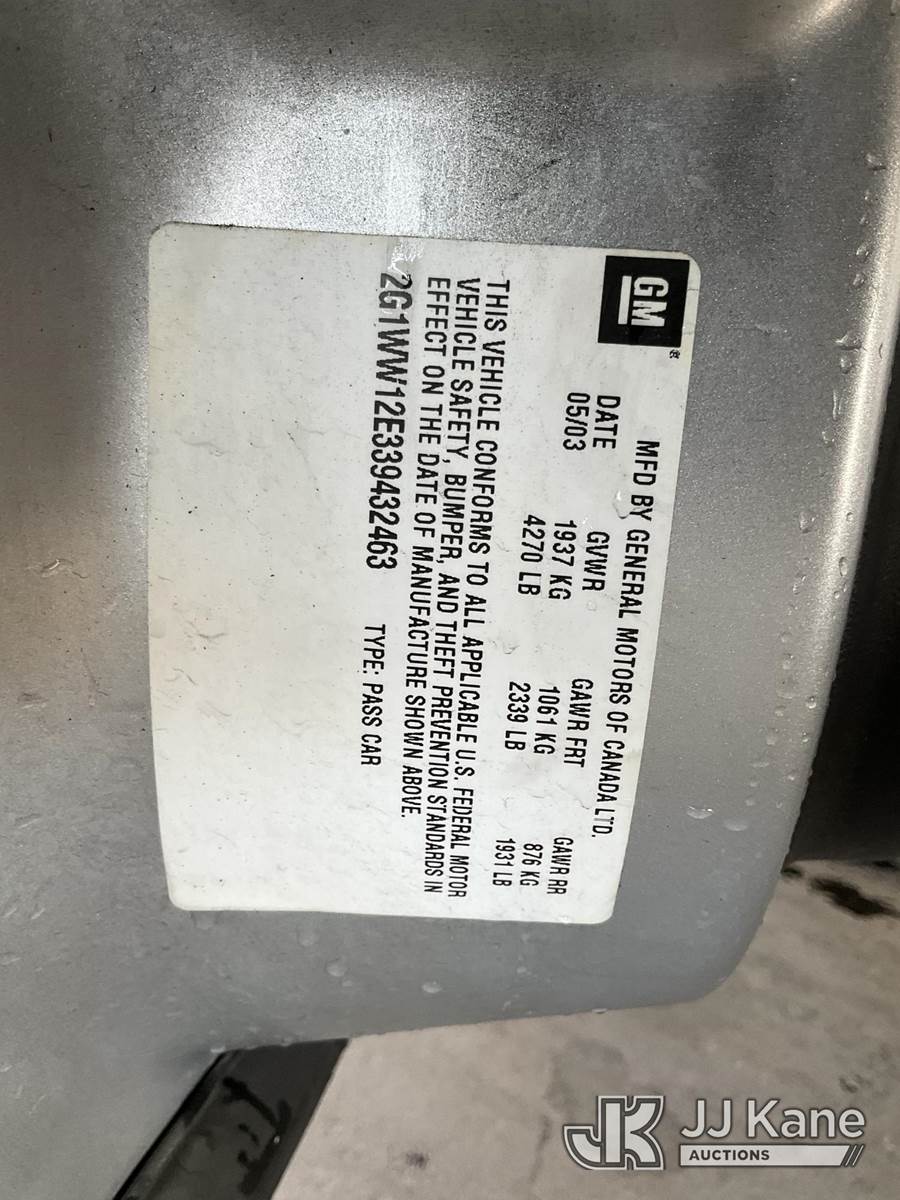 GM ®
MFD BY GENERAL MOTORS OF CANADA LTD.
DATE GVWR GAWR FRT GAWR RR
05/03 1937 KG 1061 KG 876 KG
4270 LB 2339 LB 1931 LB
THIS VEHICLE CONFORMS TO ALL APPLICABLE U.S. FEDERAL MOTOR
VEHICLE SAFETY, BUMPER, AND THEFT PREVENTION STANDARDS IN
EFFECT ON THE DATE OF MANUFACTURE SHOWN ABOVE.
2G1WW12E339432463 TYPE: PASS CAR
JK JJ Kane
AUCTIONS